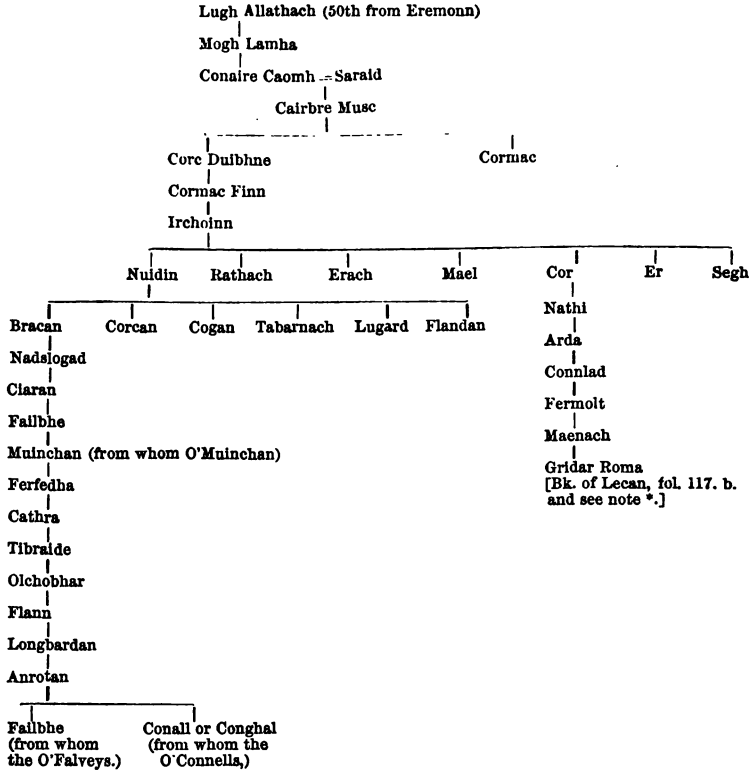 Lugh Allathach (50th from Eremonn)
Mogh Lamha
Conaire Caomh = Saraid
Cairbre Musc
Corc Duibhne
Cormac
Cormac Finn
Irchoinn
Nuidin Rathach Erach Mael Cor Er Segh
Nathi
Bracan Corcan Cogan Tabarnach Lugard Flandan
Arda
Nadslogad
Connlad
Ciaran
Fermolt
Failbhe
Maenach
Muinchan (from whom O'Muinchan)
Gridar Roma
[Bk. of Lecan, fol. 117. b.
and see note *.]
Ferfedha
Cathra
Tibraide
Olchobhar
Flann
Longbardan
Anrotan
Failbhe
(from whom
the O'Falveys.)
Conall or Conghal
(from whom the
O'Connells,)